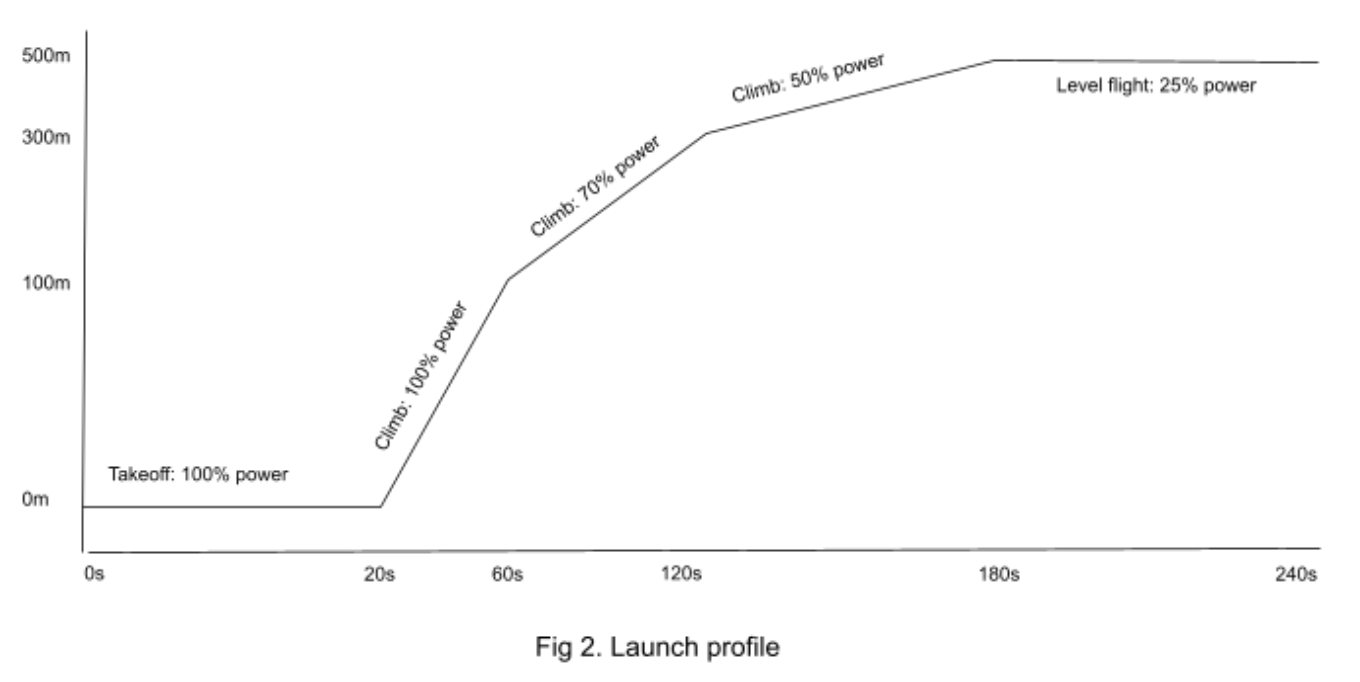 500m
Climb: 50% power
Level flight: 25% power
300m
Climb: 70% power
100m
Climb: 100% power
Takeoff: 100% power
0m
0s 20s 60s 120s 180s 240s
Fig 2. Launch profile